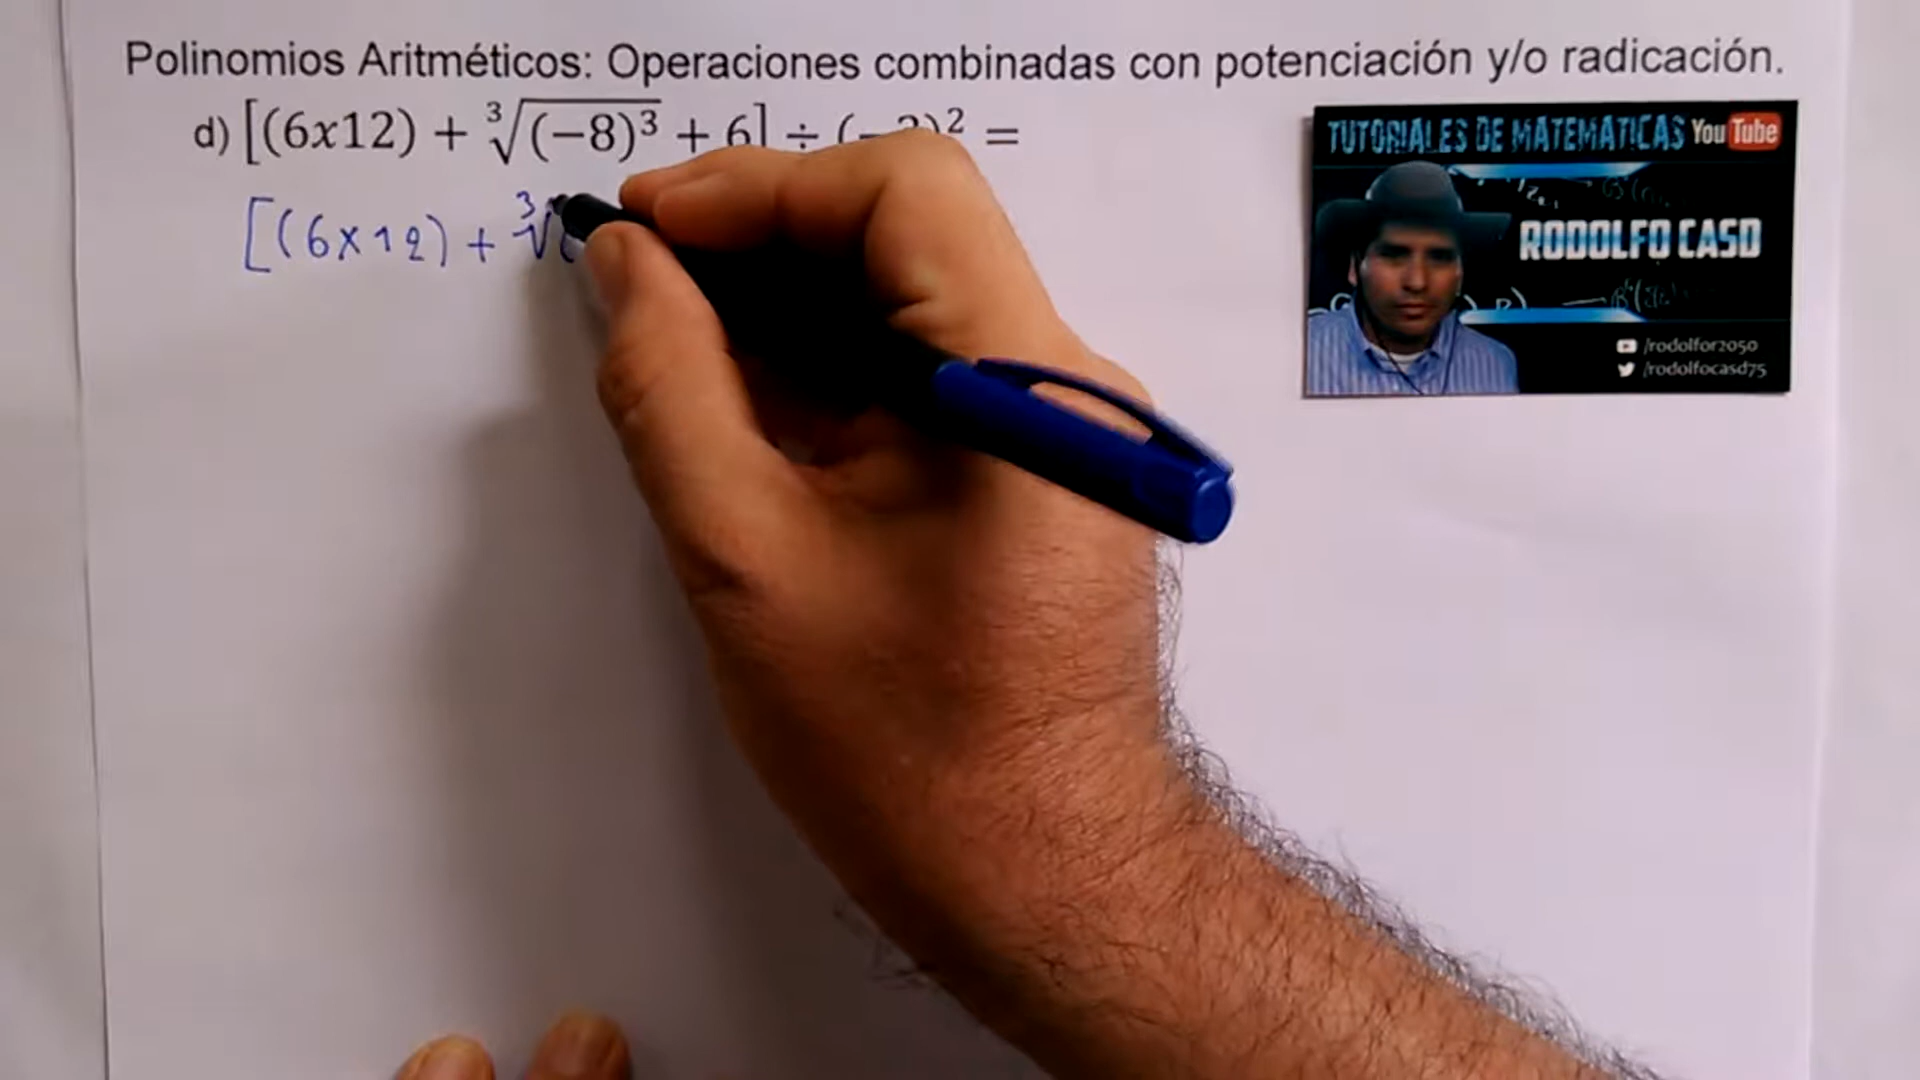 Polinomios Aritméticos: Operaciones combinadas con potenciación y/o radicación.
d) [(6x12) + ∛(−8)³ + 6] ÷ (− )² =
[(6x12) + ∛
TUTORIALES DE MATEMATICAS YouTube
RODOLFO CASD
/rodolfor2050
/rodolfocasd75